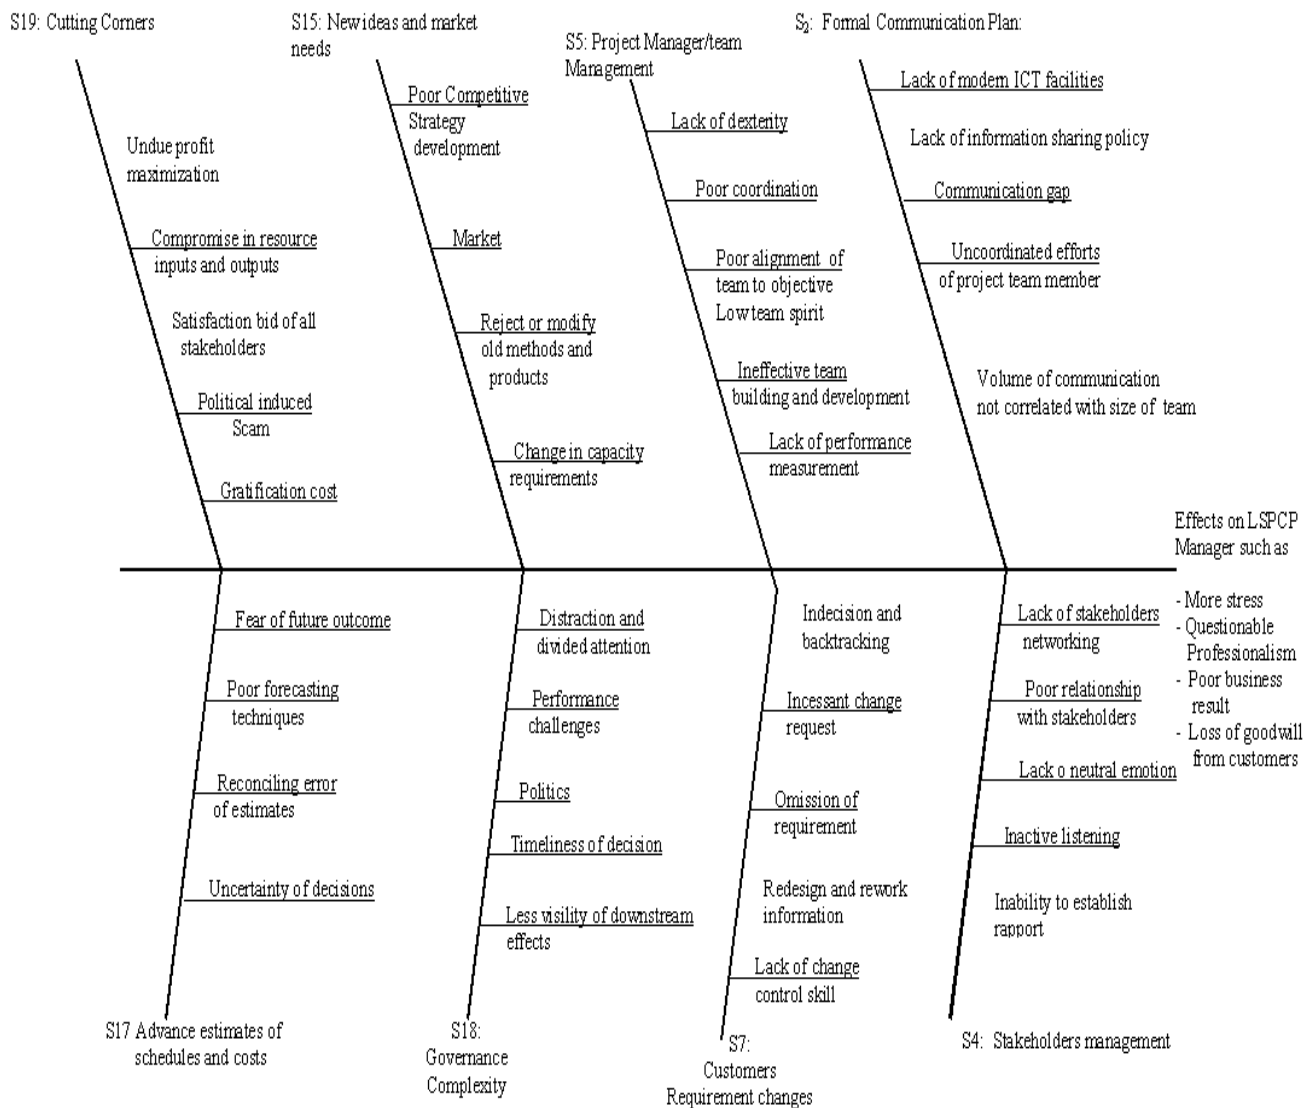 S19: Cutting Corners
Undue profit
maximization
Compromise in resource
inputs and outputs
Satisfaction bid of all
stakeholders
Political induced
Scam
Gratification cost
S15: New ideas and market
needs
Poor Competitive
Strategy
development
Market
Reject or modify
old methods and
products
Change in capacity
requirements
S5: Project Manager/team
Management
Lack of dexterity
Poor coordination
Poor alignment of
team to objective
Low team spirit
Ineffective team
building and development
Lack of performance
measurement
S₂: Formal Communication Plan:
Lack of modern ICT facilities
Lack of information sharing policy
Communication gap
Uncoordinated efforts
of project team member
Volume of communication
not correlated with size of team
Effects on LSPCP
Manager such as
- More stress
- Questionable
Professionalism
- Poor business
result
- Loss of goodwill
from customers
Fear of future outcome
Poor forecasting
techniques
Reconciling error
of estimates
Uncertainty of decisions
S17 Advance estimates of
schedules and costs
Distraction and
divided attention
Performance
challenges
Politics
Timeliness of decision
Less visility of downstream
effects
S18:
Governance
Complexity
Indecision and
backtracking
Incessant change
request
Omission of
requirement
Redesign and rework
information
Lack of change
control skill
S7:
Customers
Requirement changes
Lack of stakeholders
networking
Poor relationship
with stakeholders
Lack o neutral emotion
Inactive listening
Inability to establish
rapport
S4: Stakeholders management